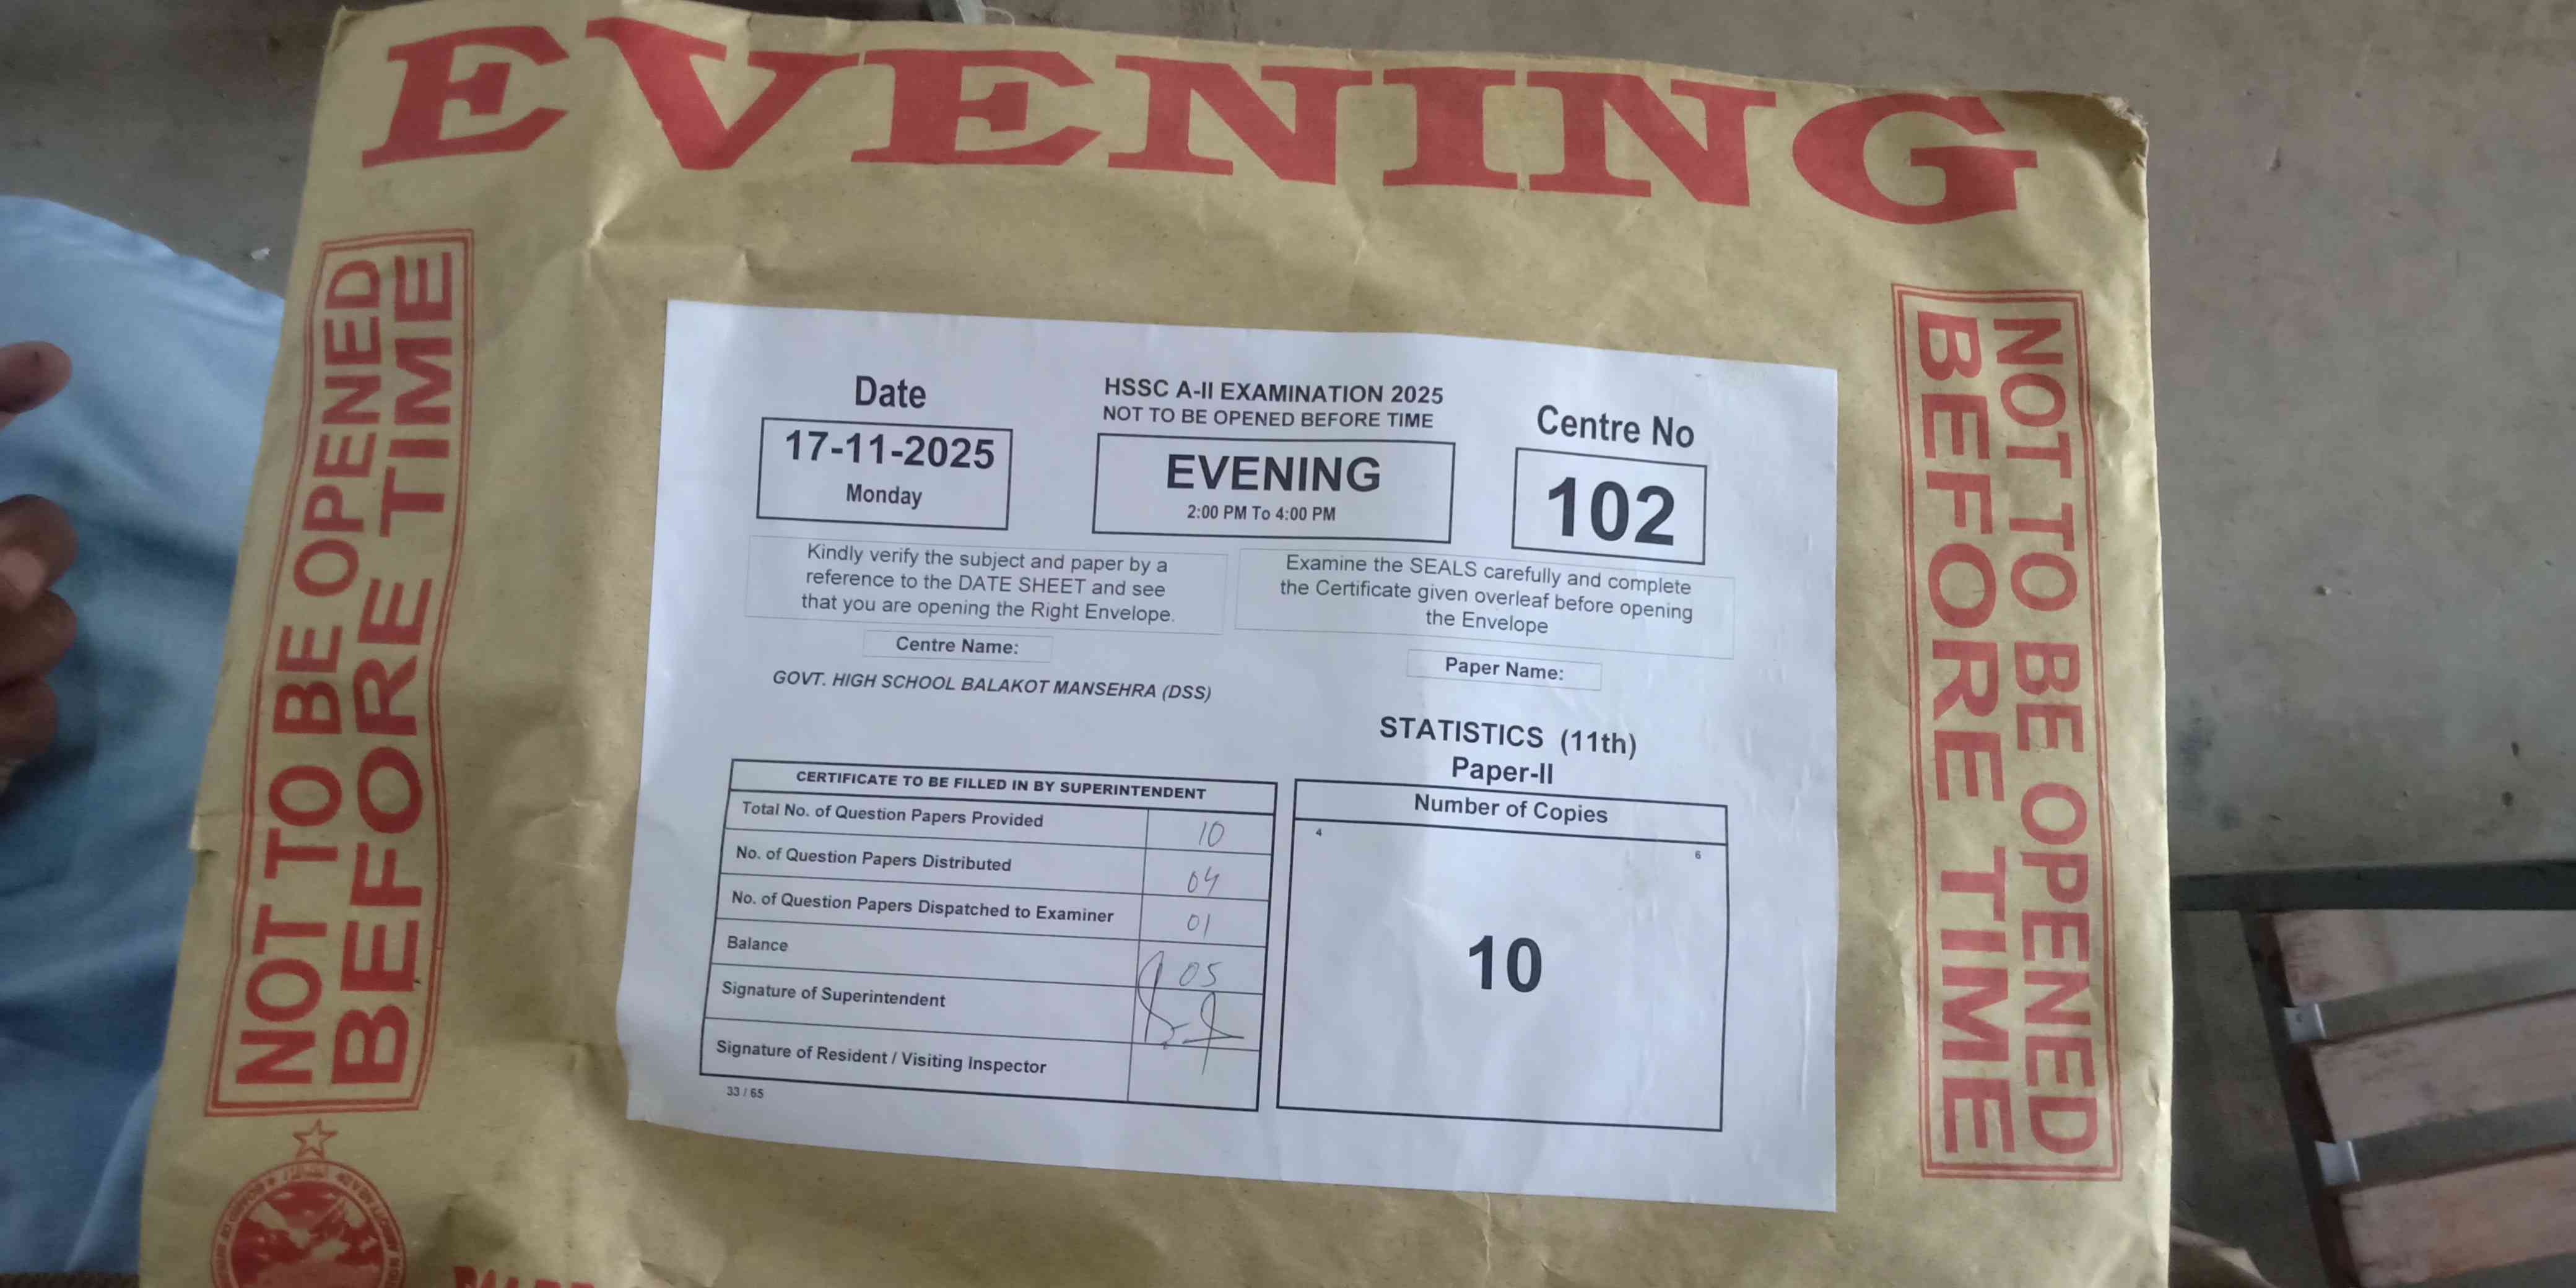 EVENING
NOT TO BE OPENED
BEFORE TIME
NOT TO BE OPENED
BEFORE TIME
Date
17-11-2025
Monday
HSSC A-II EXAMINATION 2025
NOT TO BE OPENED BEFORE TIME
EVENING
2:00 PM To 4:00 PM
Centre No
102
Kindly verify the subject and paper by a
reference to the DATE SHEET and see
that you are opening the Right Envelope.
Examine the SEALS carefully and complete
the Certificate given overleaf before opening
the Envelope
Centre Name:
GOVT. HIGH SCHOOL BALAKOT MANSEHRA (DSS)
Paper Name:
STATISTICS (11th)
Paper-II
CERTIFICATE TO BE FILLED IN BY SUPERINTENDENT
Total No. of Question Papers Provided 10
No. of Question Papers Distributed 04
No. of Question Papers Dispatched to Examiner 01
Balance 05
Signature of Superintendent
Signature of Resident / Visiting Inspector
33 / 65
Number of Copies
4
6
10